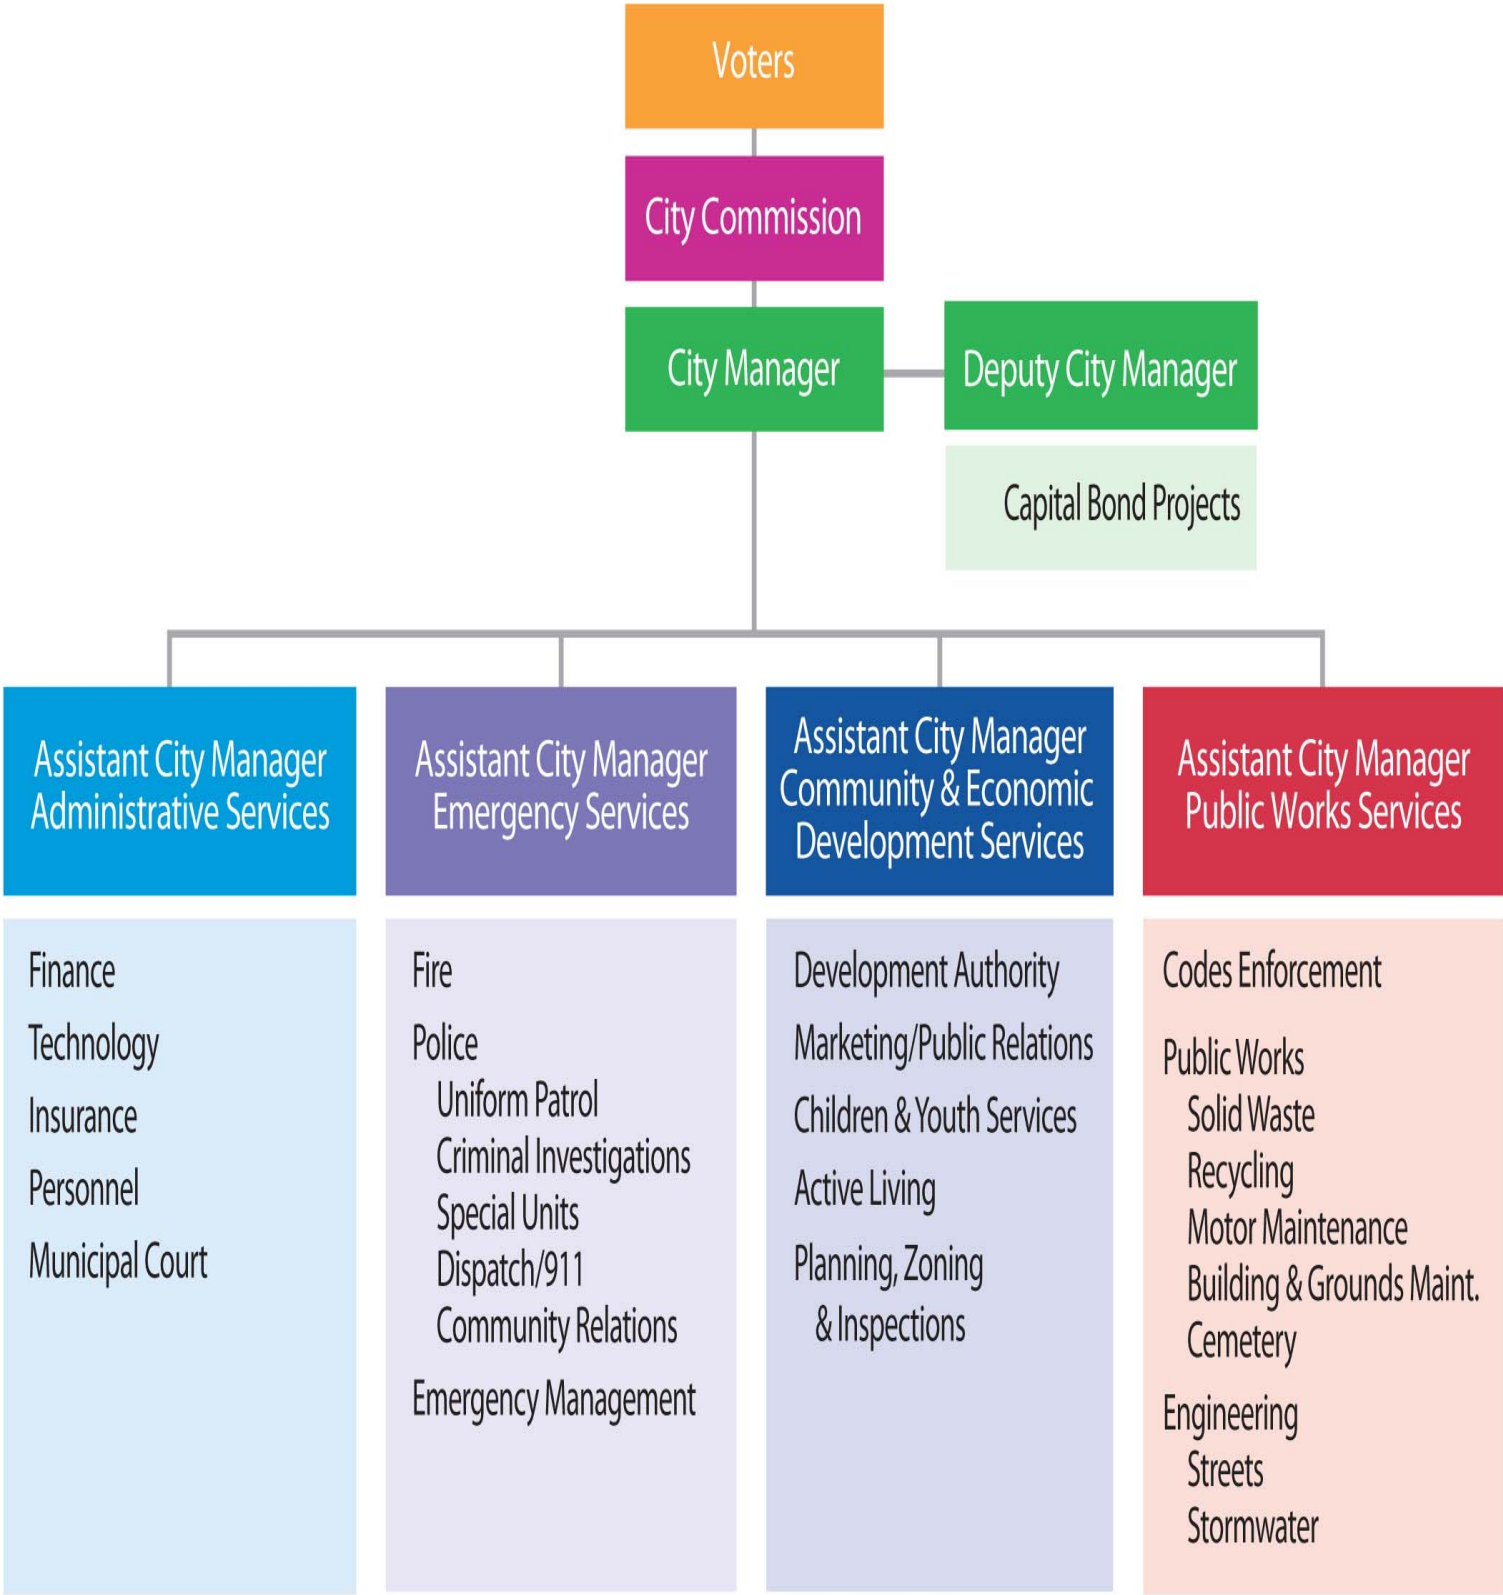 Voters
City Commission
City Manager
Deputy City Manager
Capital Bond Projects
Assistant City Manager
Administrative Services
Finance
Technology
Insurance
Personnel
Municipal Court
Assistant City Manager
Emergency Services
Fire
Police
Uniform Patrol
Criminal Investigations
Special Units
Dispatch/911
Community Relations
Emergency Management
Assistant City Manager
Community & Economic
Development Services
Development Authority
Marketing/Public Relations
Children & Youth Services
Active Living
Planning, Zoning
& Inspections
Assistant City Manager
Public Works Services
Codes Enforcement
Public Works
Solid Waste
Recycling
Motor Maintenance
Building & Grounds Maint.
Cemetery
Engineering
Streets
Stormwater